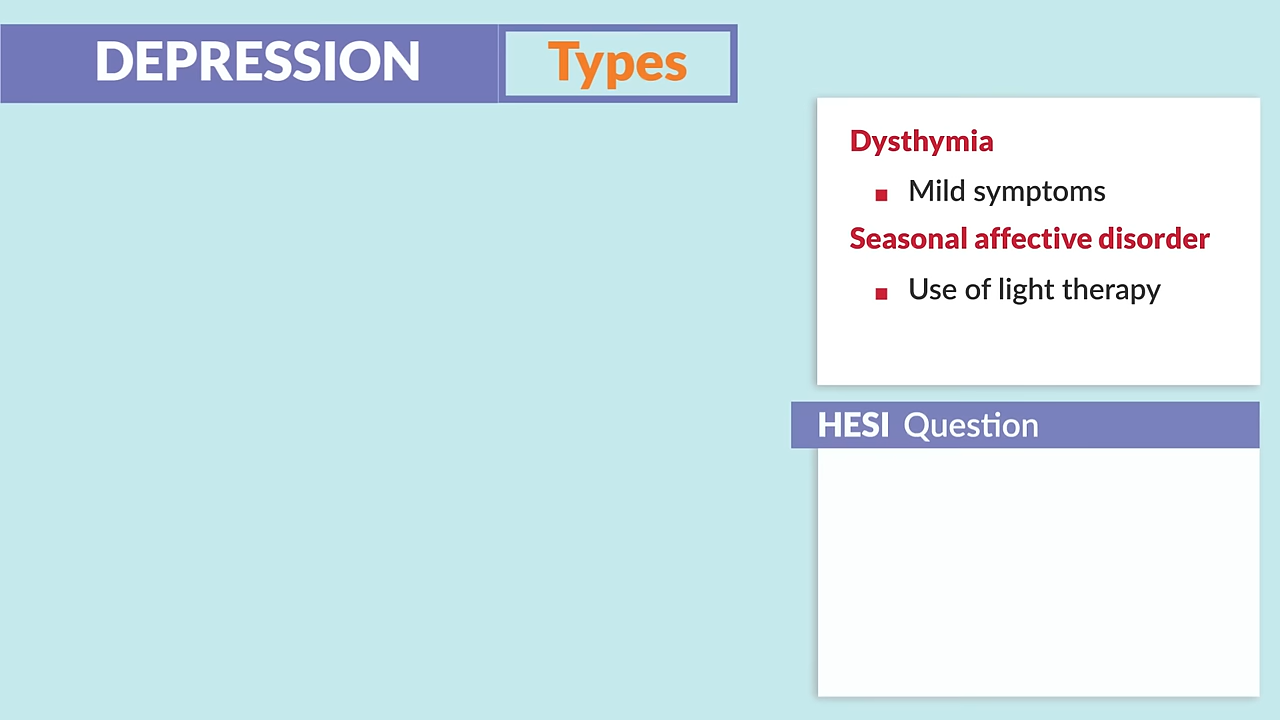 DEPRESSION Types
Dysthymia
▪ Mild symptoms
Seasonal affective disorder
▪ Use of light therapy
HESI Question